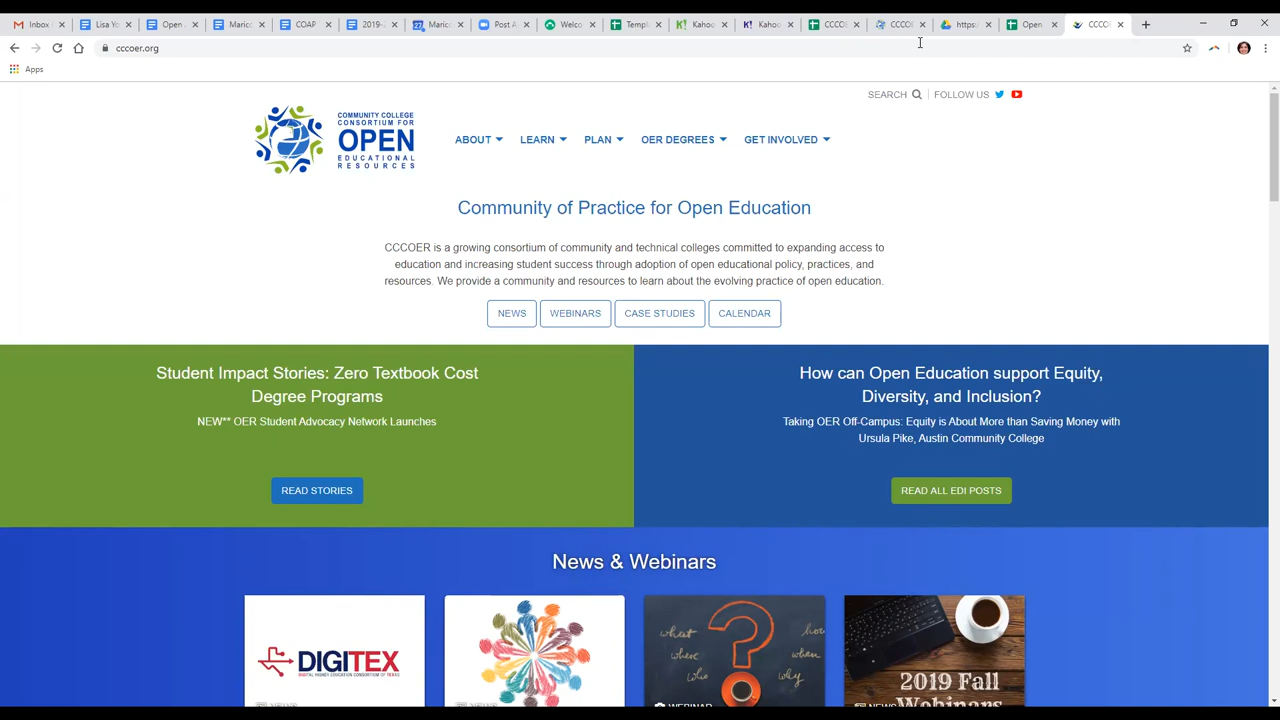 Inbox
Lisa Yo
Open
Marico
COAP
2019-2
Marico
Post A
Welco
Templ
Kahoo
Kahoo
CCCO
CCCO
https:
Open
CCCO
cccoer.org
Apps
SEARCH FOLLOW US
COMMUNITY COLLEGE
CONSORTIUM FOR
OPEN
EDUCATIONAL
RESOURCES
ABOUT LEARN PLAN OER DEGREES GET INVOLVED
Community of Practice for Open Education
CCCOER is a growing consortium of community and technical colleges committed to expanding access to
education and increasing student success through adoption of open educational policy, practices, and
resources. We provide a community and resources to learn about the evolving practice of open education.
NEWS WEBINARS CASE STUDIES CALENDAR
Student Impact Stories: Zero Textbook Cost
Degree Programs
NEW** OER Student Advocacy Network Launches
READ STORIES
How can Open Education support Equity,
Diversity, and Inclusion?
Taking OER Off-Campus: Equity is About More than Saving Money with
Ursula Pike, Austin Community College
READ ALL EDI POSTS
News & Webinars
DIGITEX
DIGITAL HIGHER EDUCATION CONSORTIUM OF TEXAS
what
where
who
how
when
why
WEBINAR
2019 Fall
Webinars
NEWS